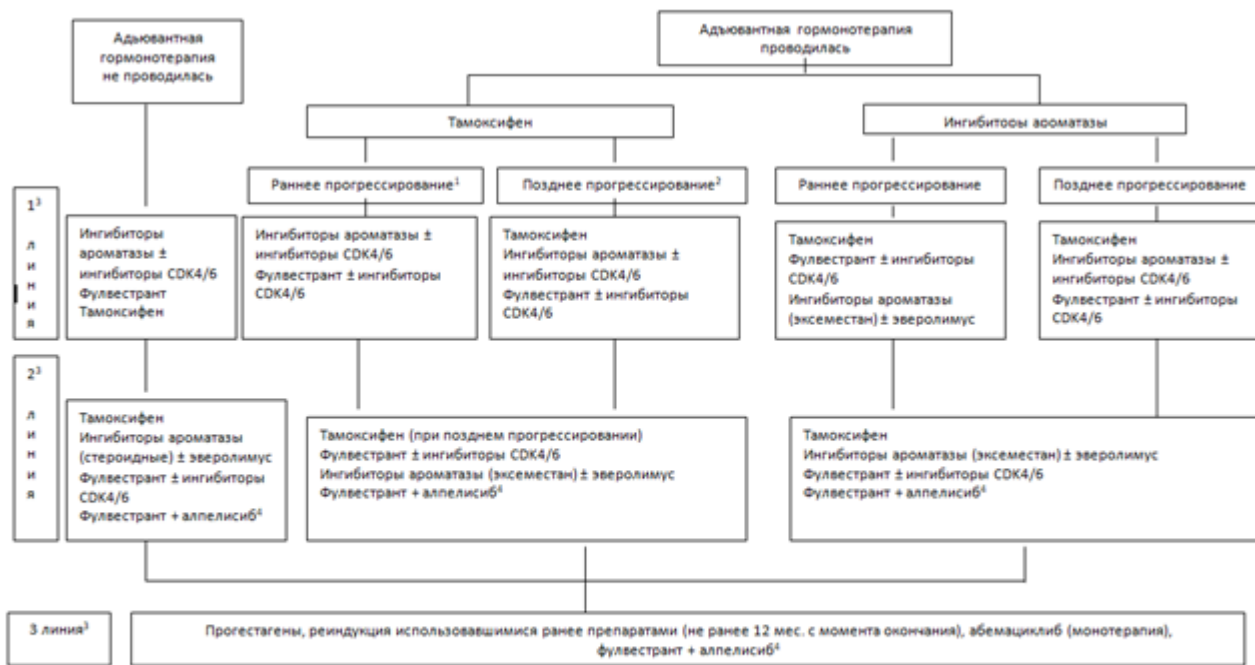 Адьювантная
гормонотерапия
не проводилась
Адъювантная гормонотерапия
проводилась
Тамоксифен
Ингибиторы ароматазы
Раннее прогрессирование¹
Позднее прогрессирование²
Раннее прогрессирование
Позднее прогрессирование
1³
л
и
н
и
я
Ингибиторы
ароматазы ±
ингибиторы CDK4/6
Фулвестрант
Тамоксифен
Ингибиторы ароматазы ±
ингибиторы CDK4/6
Фулвестрант ± ингибиторы
CDK4/6
Тамоксифен
Ингибиторы ароматазы ±
ингибиторы CDK4/6
Фулвестрант ± ингибиторы
CDK4/6
Тамоксифен
Фулвестрант ± ингибиторы
CDK4/6
Ингибиторы ароматазы
(эксеместан) ± эверолимус
Тамоксифен
Ингибиторы ароматазы ±
ингибиторы CDK4/6
Фулвестрант ± ингибиторы
CDK4/6
2³
л
и
н
и
я
Тамоксифен
Ингибиторы ароматазы
(стероидные) ± эверолимус
Фулвестрант ± ингибиторы
CDK4/6
Фулвестрант + алпелисиб⁴
Тамоксифен (при позднем прогрессировании)
Фулвестрант ± ингибиторы CDK4/6
Ингибиторы ароматазы (эксеместан) ± эверолимус
Фулвестрант + алпелисиб⁴
Тамоксифен
Ингибиторы ароматазы (эксеместан) ± эверолимус
Фулвестрант ± ингибиторы CDK4/6
Фулвестрант + алпелисиб⁴
3 линия³
Прогестагены, реиндукция использовавшимися ранее препаратами (не ранее 12 мес. с момента окончания), абемациклиб (монотерапия),
фулвестрант + алпелисиб⁴